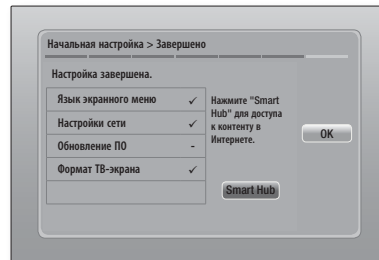 Начальная настройка > Завершено
Настройка завершена.
Язык экранного меню ✓
Настройки сети ✓
Обновление ПО -
Формат ТВ-экрана ✓
Нажмите "Smart
Hub" для доступа
к контенту в
Интернете.
Smart Hub
OK